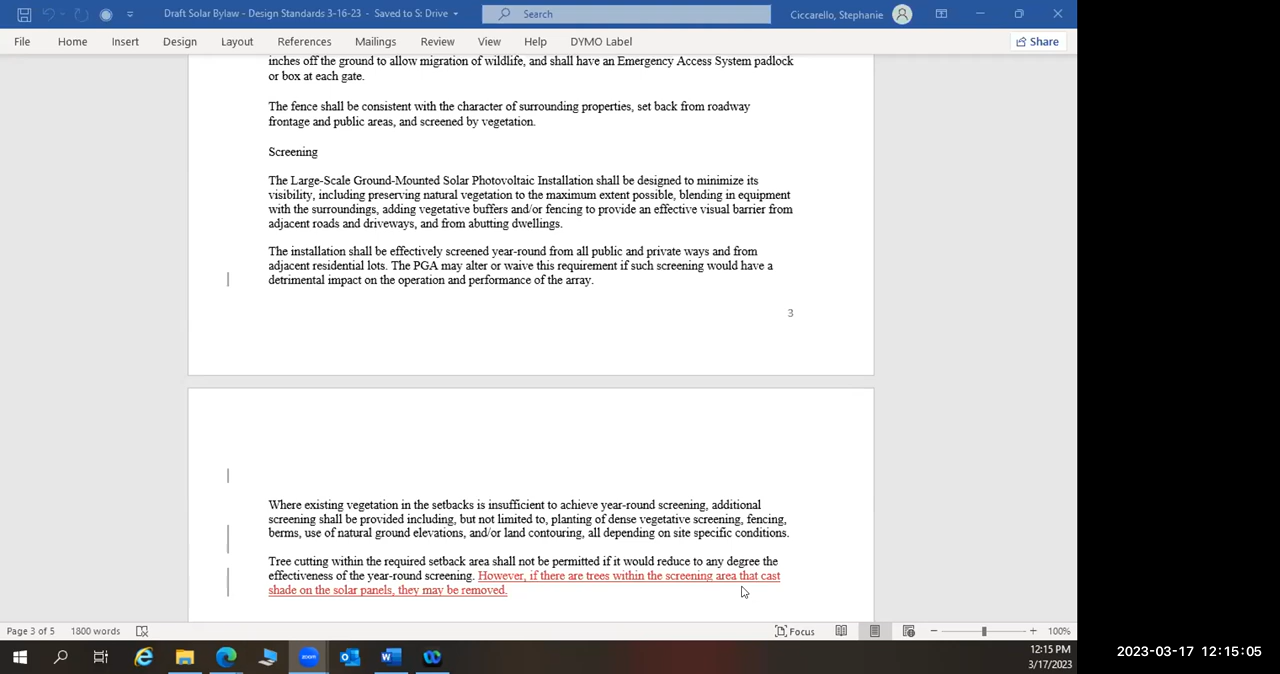 Draft Solar Bylaw - Design Standards 3-16-23 - Saved to S: Drive
Search
Ciccarello, Stephanie
File Home Insert Design Layout References Mailings Review View Help DYMO Label Share
inches off the ground to allow migration of wildlife, and shall have an Emergency Access System padlock
or box at each gate.
The fence shall be consistent with the character of surrounding properties, set back from roadway
frontage and public areas, and screened by vegetation.
Screening
The Large-Scale Ground-Mounted Solar Photovoltaic Installation shall be designed to minimize its
visibility, including preserving natural vegetation to the maximum extent possible, blending in equipment
with the surroundings, adding vegetative buffers and/or fencing to provide an effective visual barrier from
adjacent roads and driveways, and from abutting dwellings.
The installation shall be effectively screened year-round from all public and private ways and from
adjacent residential lots. The PGA may alter or waive this requirement if such screening would have a
detrimental impact on the operation and performance of the array.
3
Where existing vegetation in the setbacks is insufficient to achieve year-round screening, additional
screening shall be provided including, but not limited to, planting of dense vegetative screening, fencing,
berms, use of natural ground elevations, and/or land contouring, all depending on site specific conditions.
Tree cutting within the required setback area shall not be permitted if it would reduce to any degree the
effectiveness of the year-round screening. However, if there are trees within the screening area that cast
shade on the solar panels, they may be removed.
Page 3 of 5 1800 words Focus 100%
zoom
12:15 PM
3/17/2023
2023-03-17 12:15:05